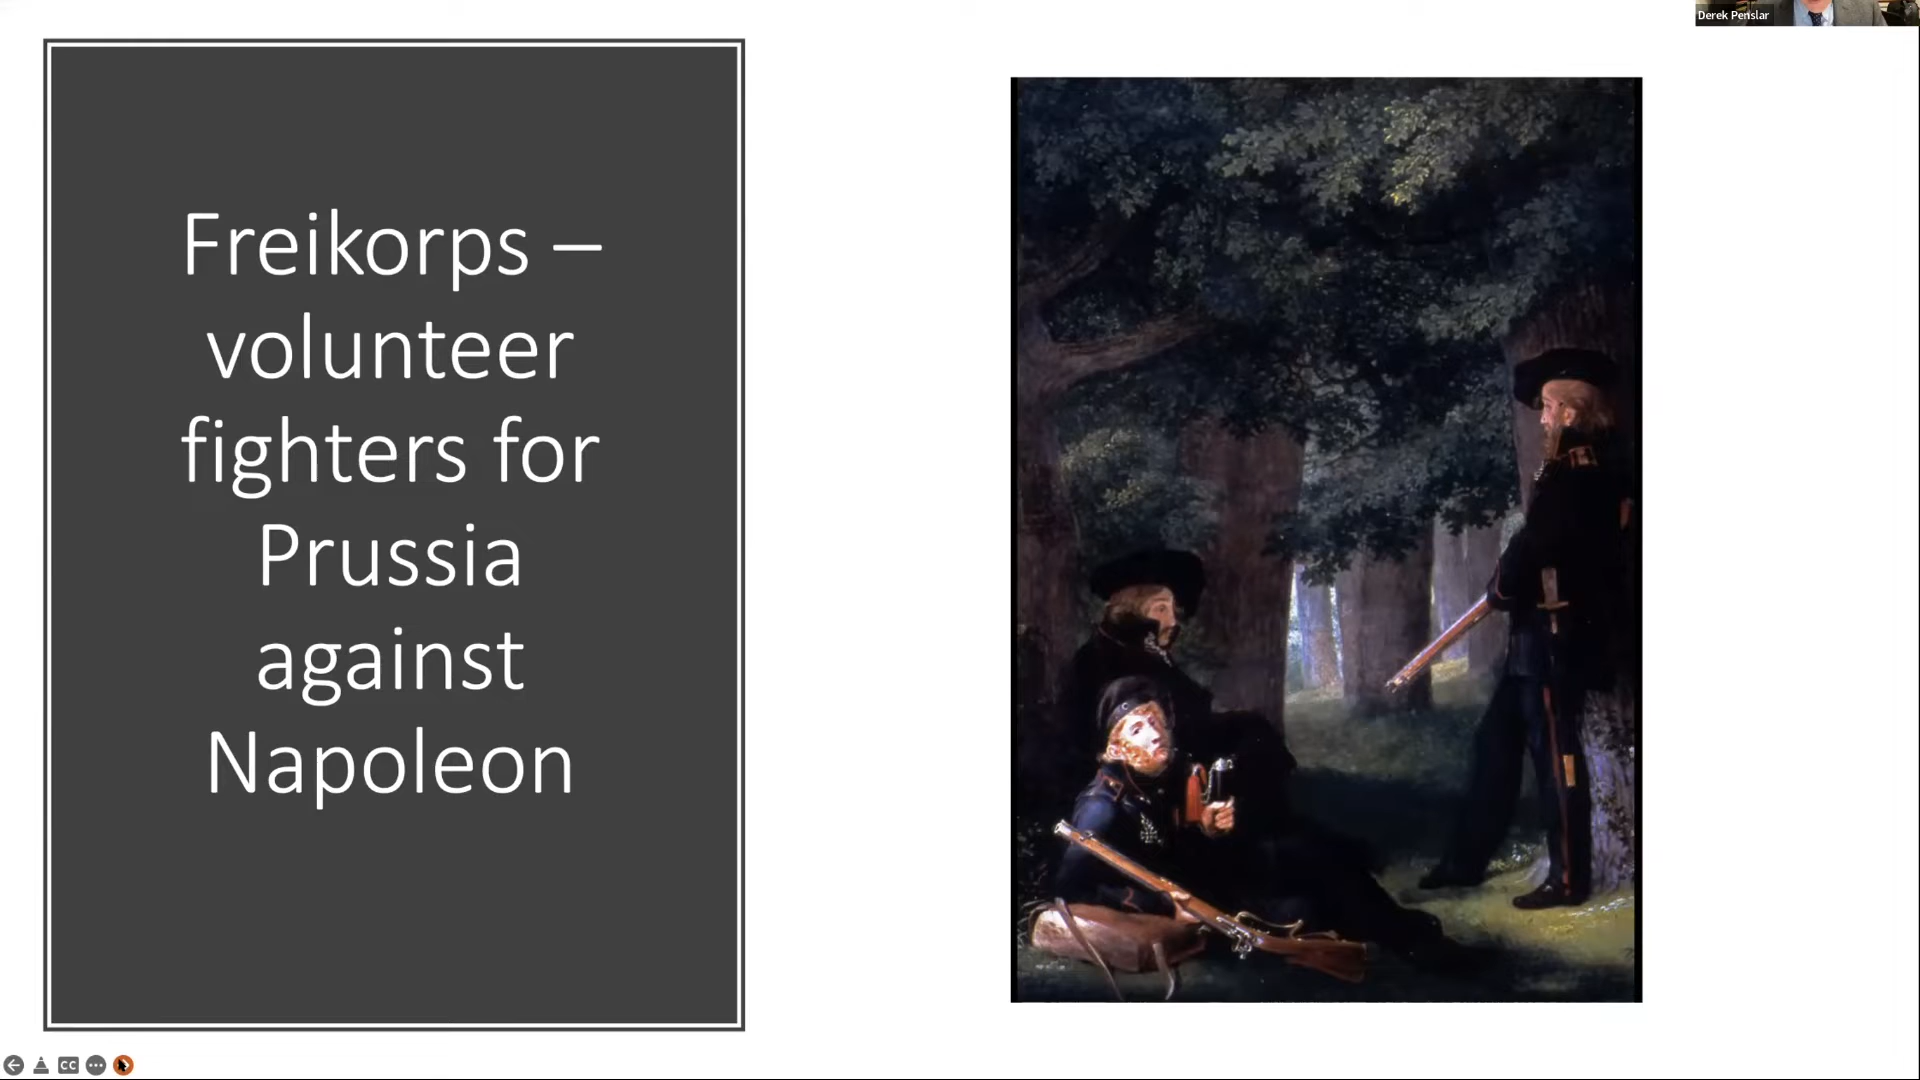 Derek Penslar
Freikorps –
volunteer
fighters for
Prussia
against
Napoleon
CC